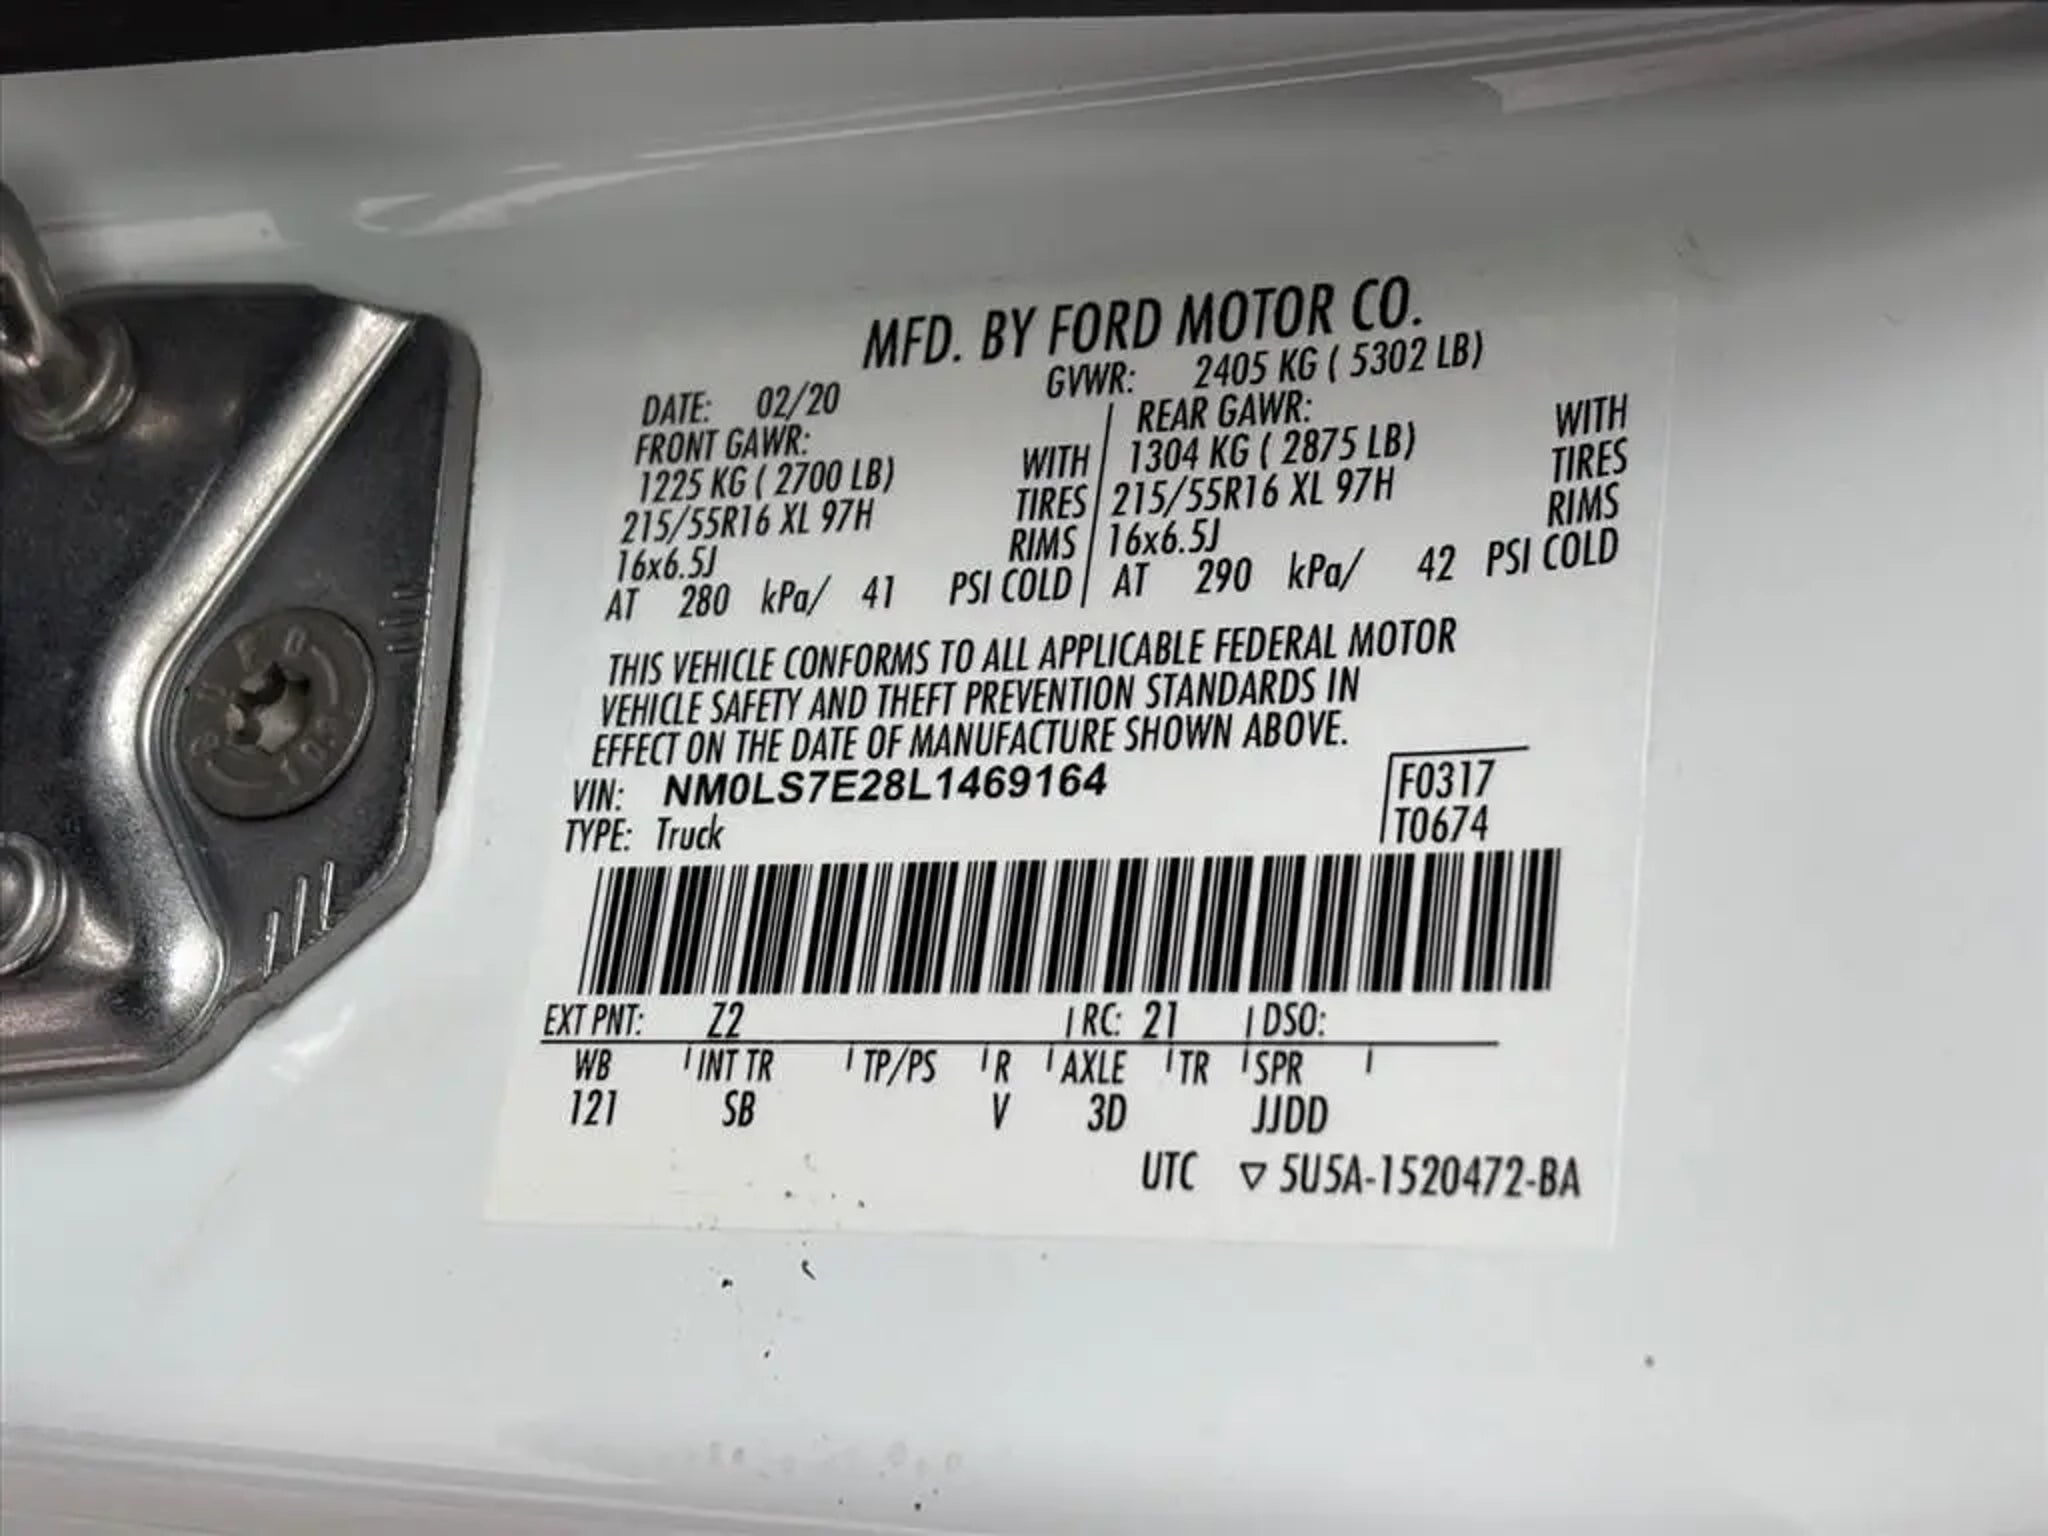 MFD. BY FORD MOTOR CO.
DATE: 02/20 GVWR: 2405 KG ( 5302 LB)
FRONT GAWR: REAR GAWR:
1225 KG ( 2700 LB) WITH 1304 KG ( 2875 LB) WITH
215/55R16 XL 97H TIRES 215/55R16 XL 97H TIRES
16x6.5J RIMS 16x6.5J RIMS
AT 280 kPa/ 41 PSI COLD AT 290 kPa/ 42 PSI COLD
THIS VEHICLE CONFORMS TO ALL APPLICABLE FEDERAL MOTOR
VEHICLE SAFETY AND THEFT PREVENTION STANDARDS IN
EFFECT ON THE DATE OF MANUFACTURE SHOWN ABOVE.
VIN: NM0LS7E28L1469164 F0317
TYPE: Truck T0674
EXT PNT: Z2 RC: 21 DSO:
WB INT TR TP/PS R AXLE TR SPR
121 SB V 3D JJDD
UTC ▽ 5U5A-1520472-BA